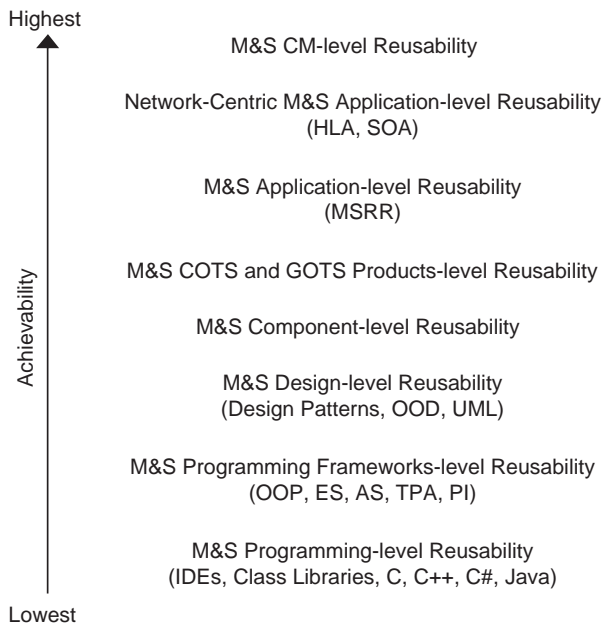 Highest
M&S CM-level Reusability
Network-Centric M&S Application-level Reusability
(HLA, SOA)
M&S Application-level Reusability
(MSRR)
M&S COTS and GOTS Products-level Reusability
Achievability
M&S Component-level Reusability
M&S Design-level Reusability
(Design Patterns, OOD, UML)
M&S Programming Frameworks-level Reusability
(OOP, ES, AS, TPA, PI)
M&S Programming-level Reusability
(IDEs, Class Libraries, C, C++, C#, Java)
Lowest